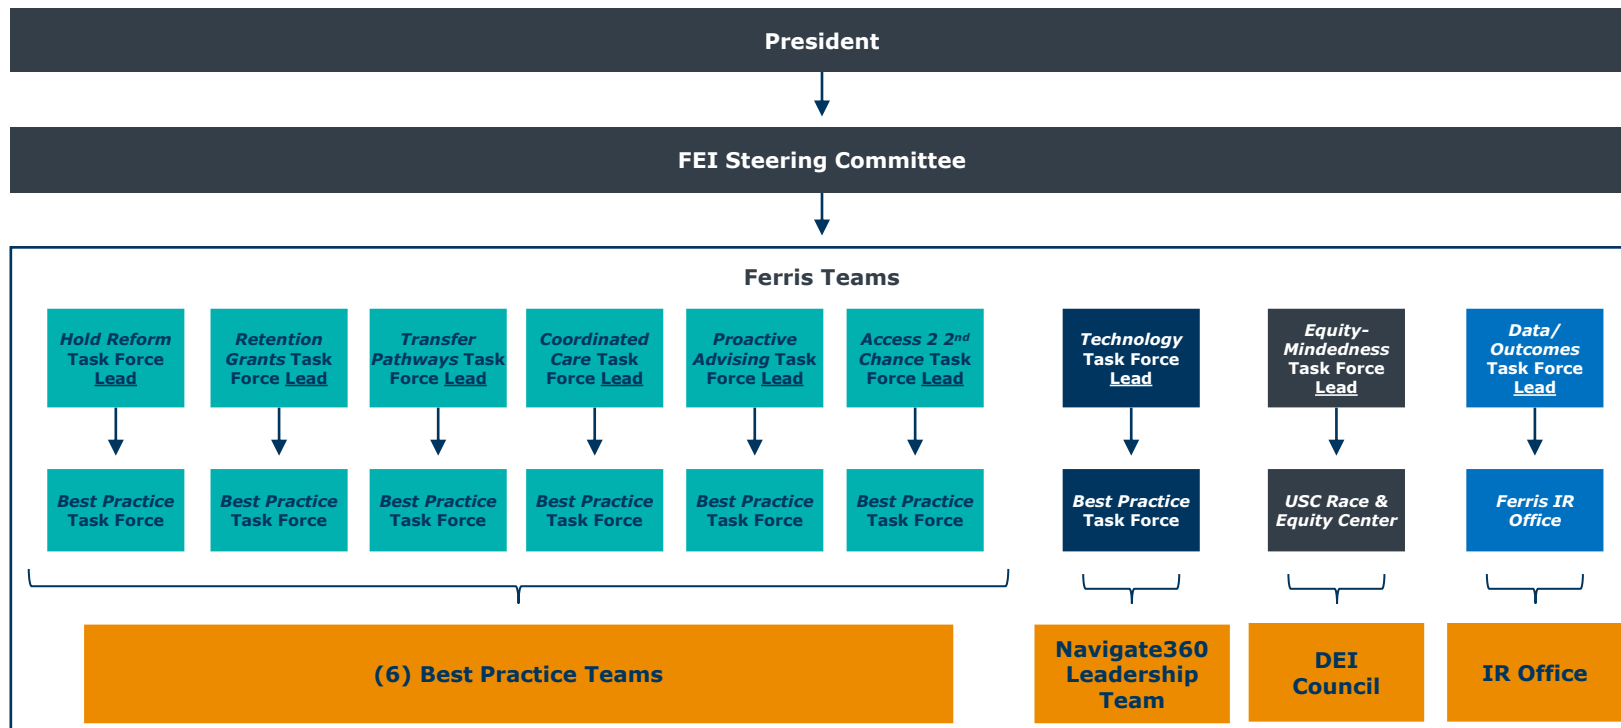 President
FEI Steering Committee
Ferris Teams
Hold Reform
Task Force
Lead
Retention
Grants Task
Force Lead
Transfer
Pathways Task
Force Lead
Coordinated
Care Task
Force Lead
Proactive
Advising Task
Force Lead
Access 2 2nd
Chance Task
Force Lead
Technology
Task Force
Lead
Equity-
Mindedness
Task Force
Lead
Data/
Outcomes
Task Force
Lead
Best Practice
Task Force
Best Practice
Task Force
Best Practice
Task Force
Best Practice
Task Force
Best Practice
Task Force
Best Practice
Task Force
Best Practice
Task Force
USC Race &
Equity Center
Ferris IR
Office
(6) Best Practice Teams
Navigate360
Leadership
Team
DEI
Council
IR Office